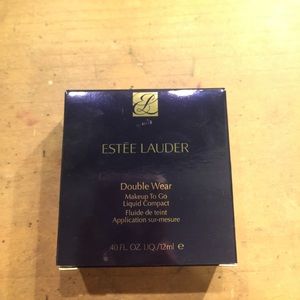 ESTĒE LAUDER
Double Wear
Makeup To Go
Liquid Compact
Fluide de teint
Application sur-mesure
.40 FL. OZ. LIQ./12ml ℮